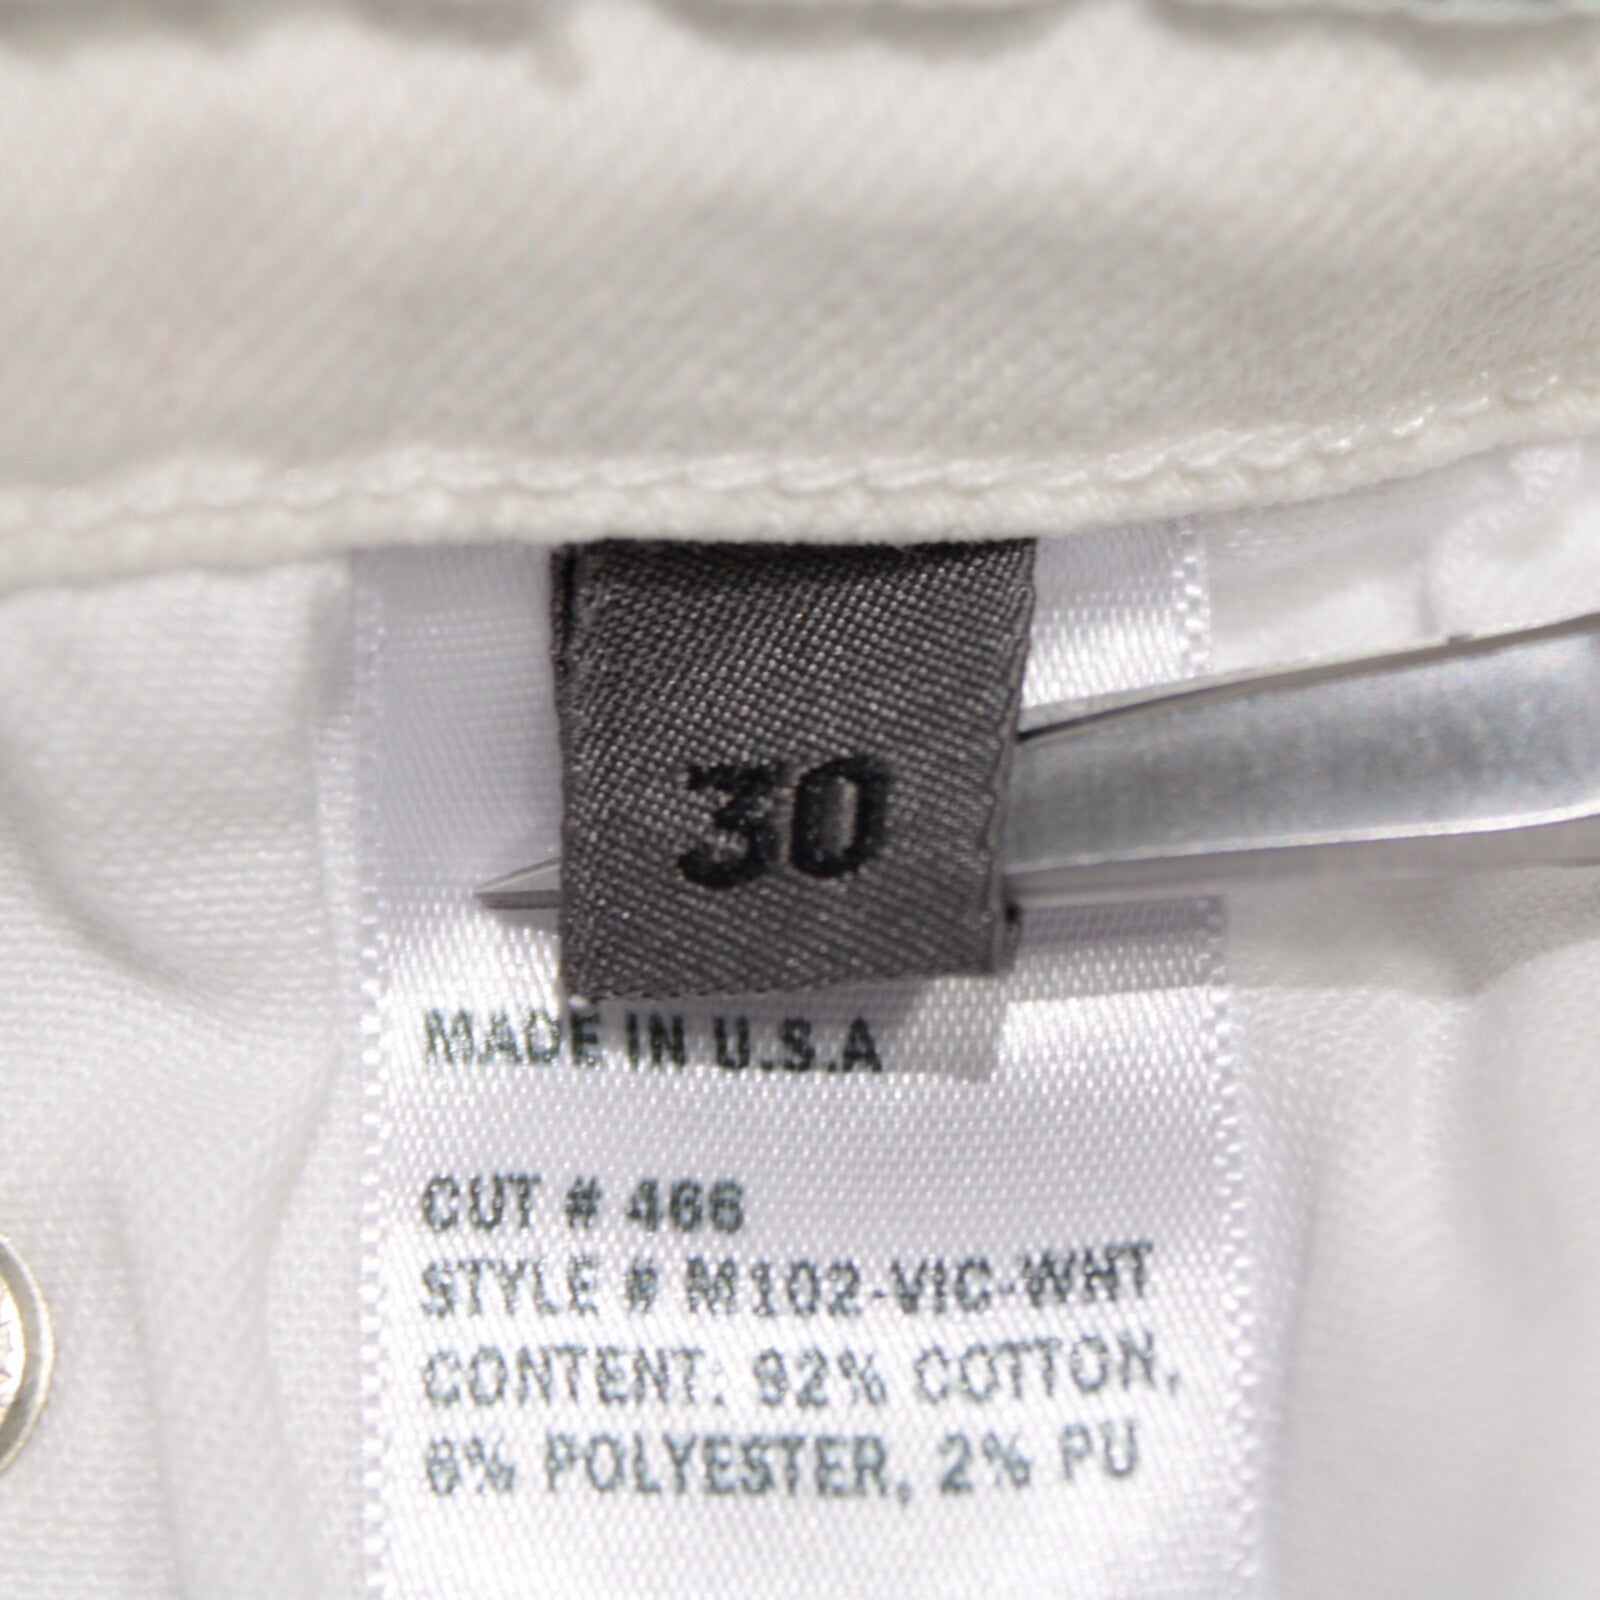 30
MADE IN U.S.A
CUT # 466
STYLE # M102-VIC-WHT
CONTENT: 92% COTTON,
6% POLYESTER, 2% PU